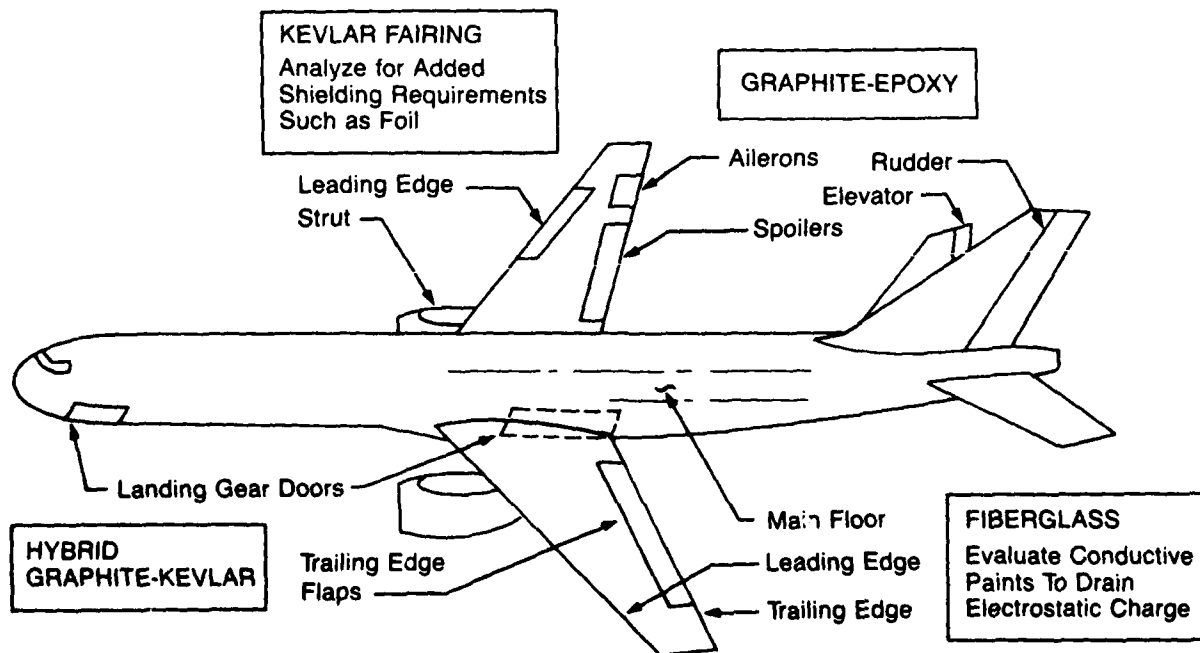 KEVLAR FAIRING
Analyze for Added
Shielding Requirements
Such as Foil
GRAPHITE-EPOXY
Leading Edge
Strut
Ailerons
Rudder
Elevator
Spoilers
Landing Gear Doors
HYBRID
GRAPHITE-KEVLAR
Trailing Edge
Flaps
Main Floor
Leading Edge
Trailing Edge
FIBERGLASS
Evaluate Conductive
Paints To Drain
Electrostatic Charge